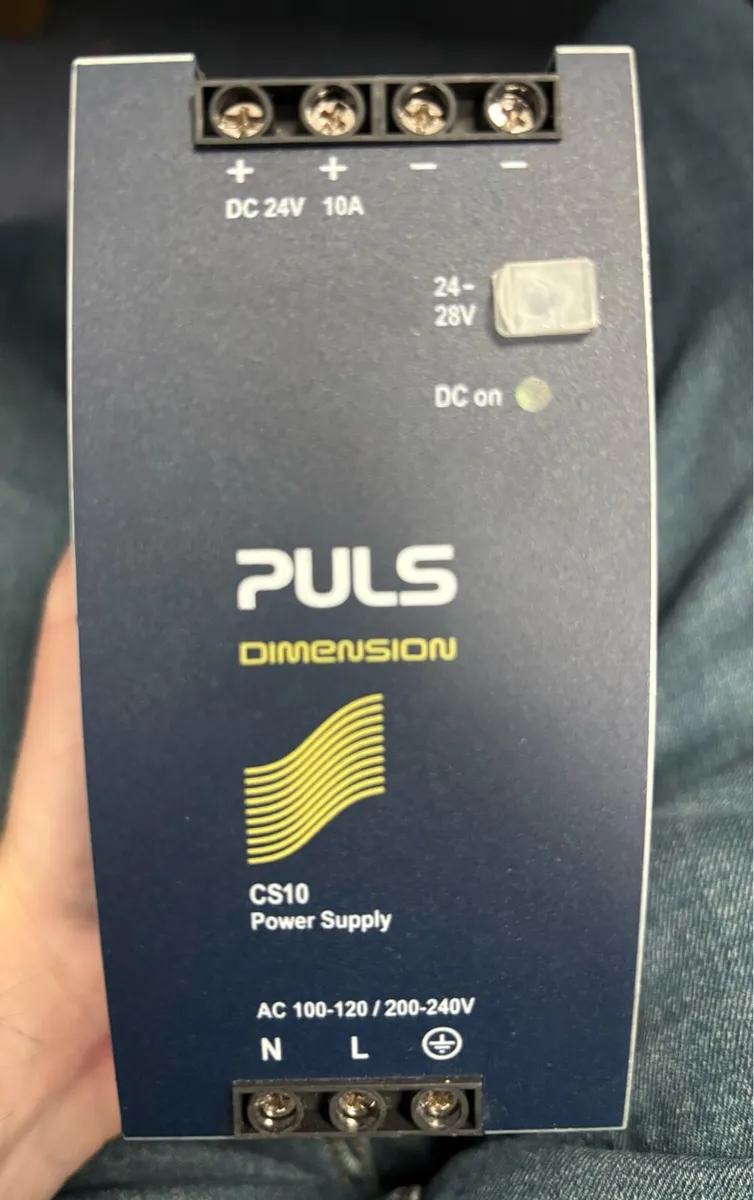 + + − −
DC 24V 10A
24-
28V
DC on
PULS
DIMENSION
CS10
Power Supply
AC 100-120 / 200-240V
N L